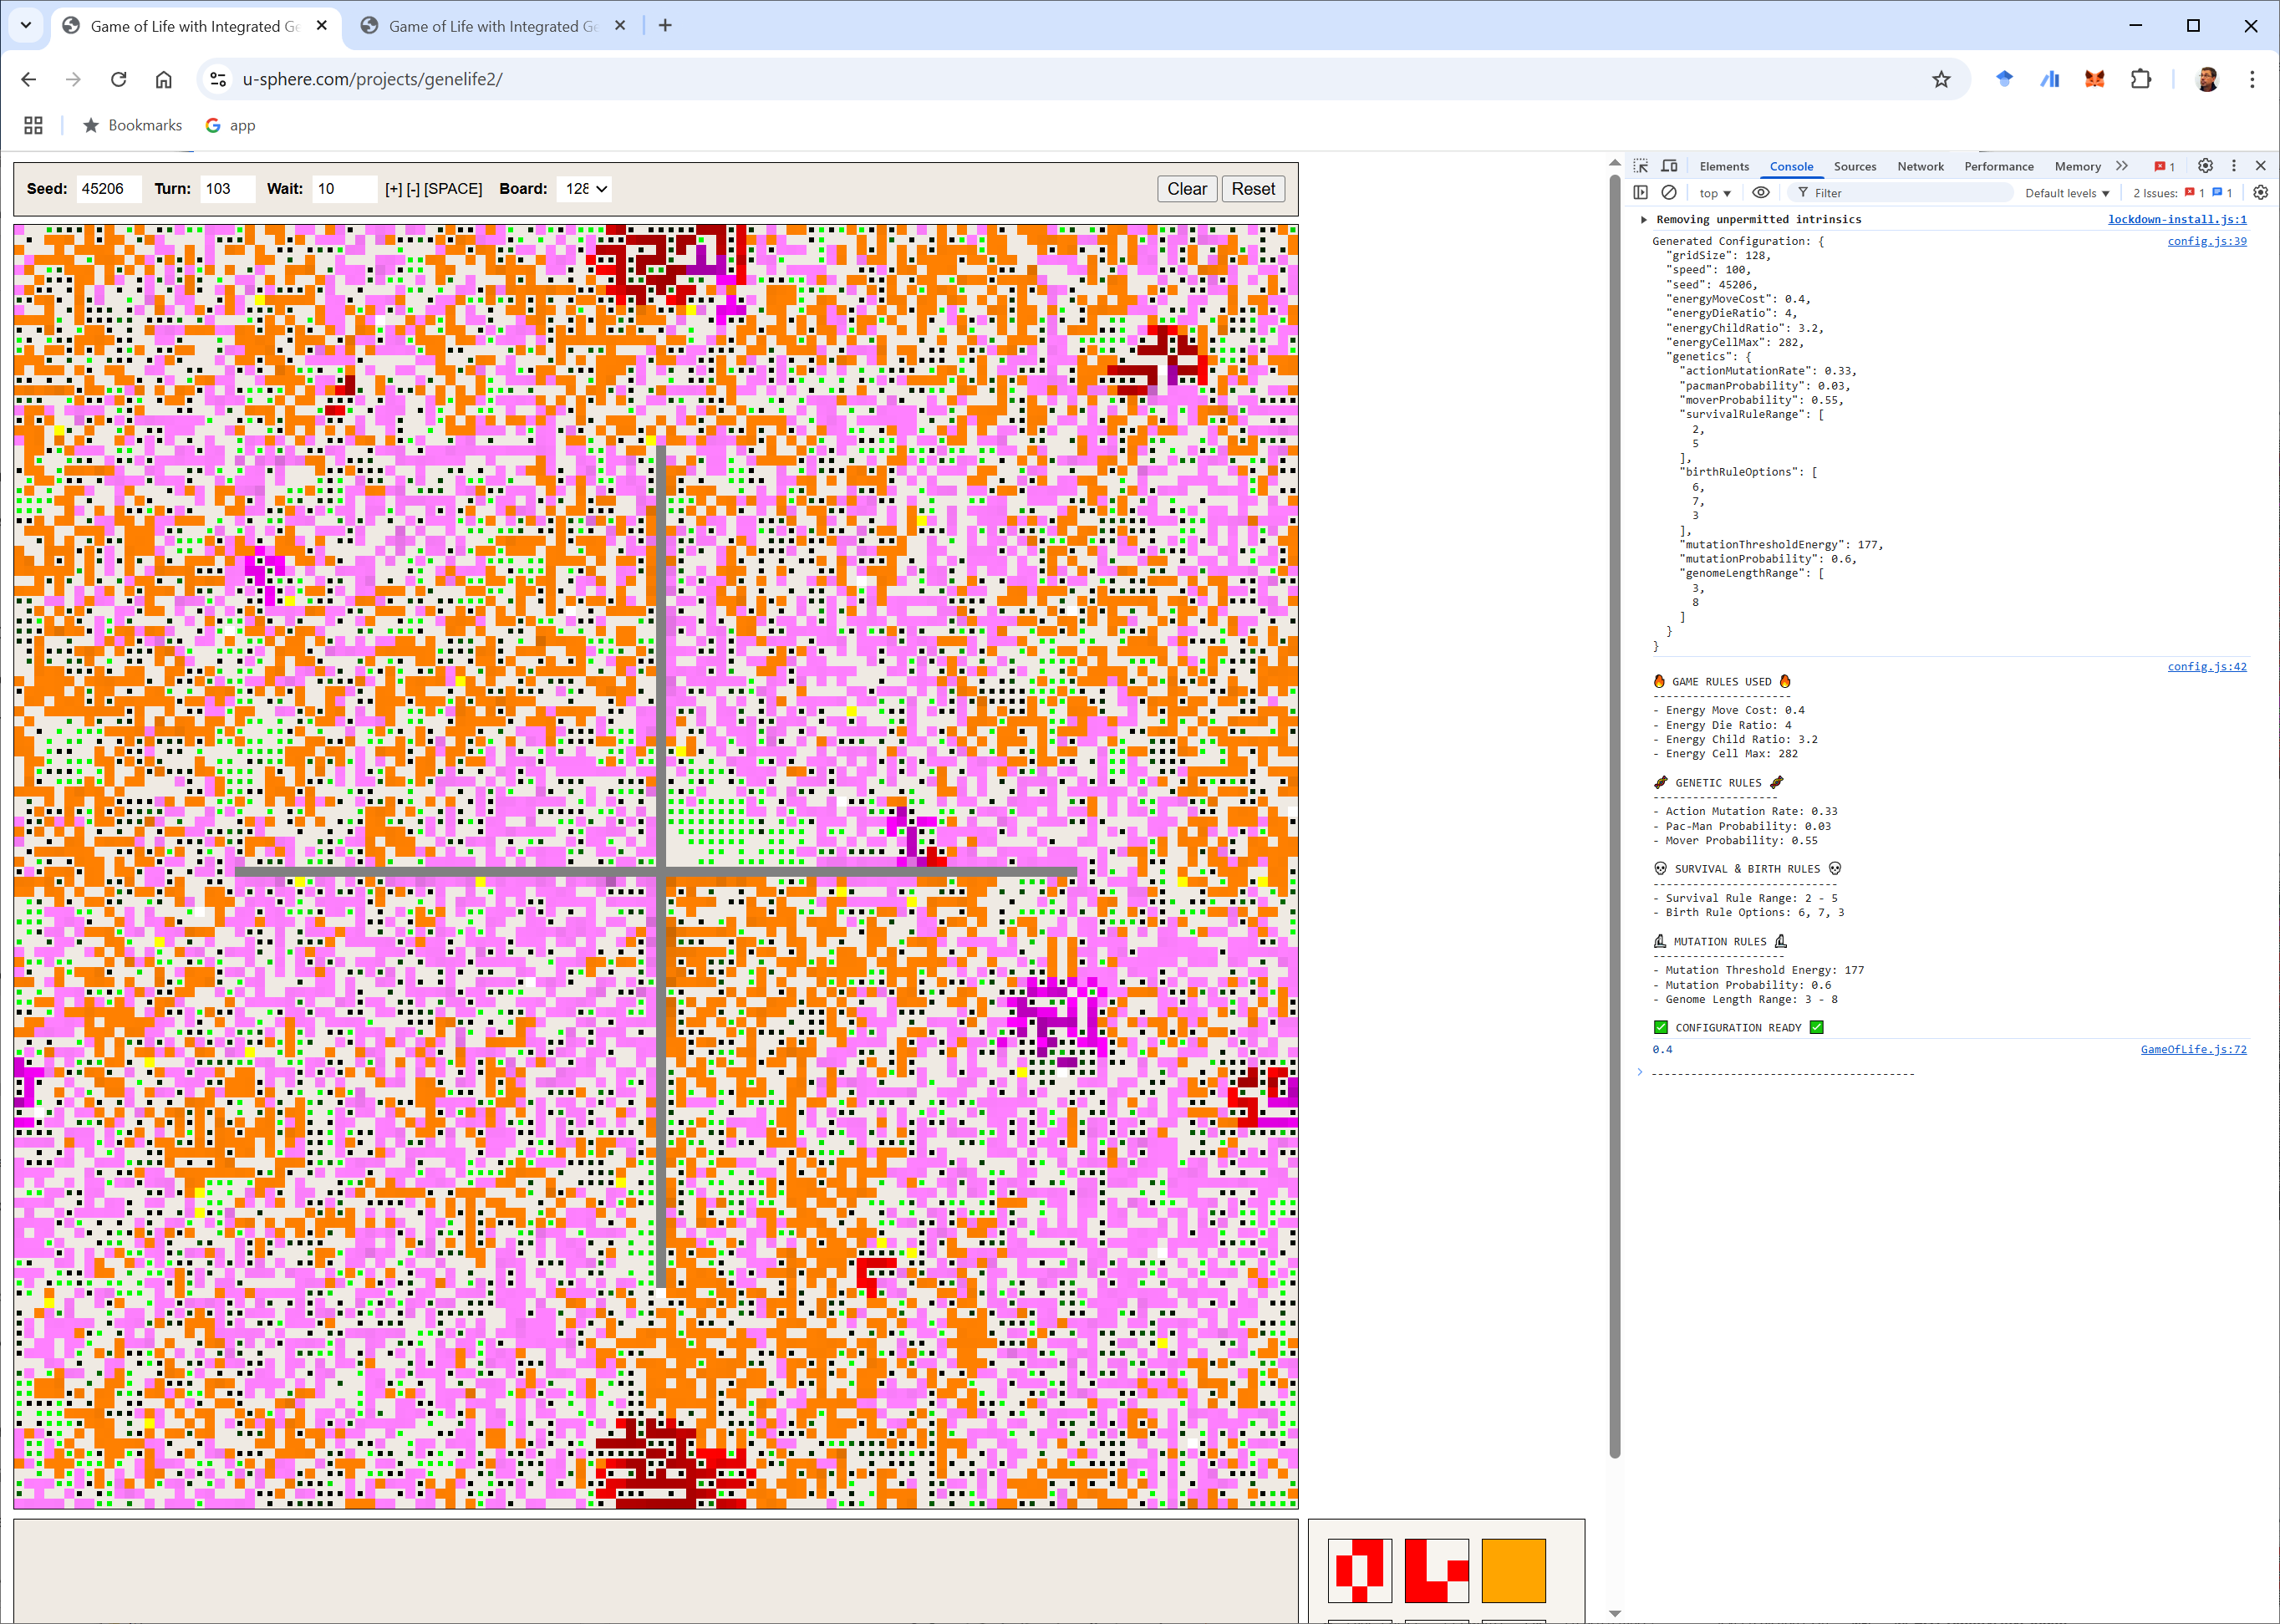 Game of Life with Integrated Ge
Game of Life with Integrated Ge
u-sphere.com/projects/genelife2/
Bookmarks
app
Seed: 45206 Turn: 103 Wait: 10 [+] [-] [SPACE] Board: 128 Clear Reset
Elements Console Sources Network Performance Memory 1
top Filter Default levels 2 Issues: 1 1
Removing unpermitted intrinsics lockdown-install.js:1
Generated Configuration: { config.js:39
"gridSize": 128,
"speed": 100,
"seed": 45206,
"energyMoveCost": 0.4,
"energyDieRatio": 4,
"energyChildRatio": 3.2,
"energyCellMax": 282,
"genetics": {
"actionMutationRate": 0.33,
"pacmanProbability": 0.03,
"moverProbability": 0.55,
"survivalRuleRange": [
2,
5
],
"birthRuleOptions": [
6,
7,
3
],
"mutationThresholdEnergy": 177,
"mutationProbability": 0.6,
"genomeLengthRange": [
3,
8
]
}
}
config.js:42
🔥 GAME RULES USED 🔥
---------------------
- Energy Move Cost: 0.4
- Energy Die Ratio: 4
- Energy Child Ratio: 3.2
- Energy Cell Max: 282
GENETIC RULES
-------------------
- Action Mutation Rate: 0.33
- Pac-Man Probability: 0.03
- Mover Probability: 0.55
💀 SURVIVAL & BIRTH RULES 💀
----------------------------
- Survival Rule Range: 2 - 5
- Birth Rule Options: 6, 7, 3
MUTATION RULES
--------------------
- Mutation Threshold Energy: 177
- Mutation Probability: 0.6
- Genome Length Range: 3 - 8
✅ CONFIGURATION READY ✅
0.4 GameOfLife.js:72
----------------------------------------